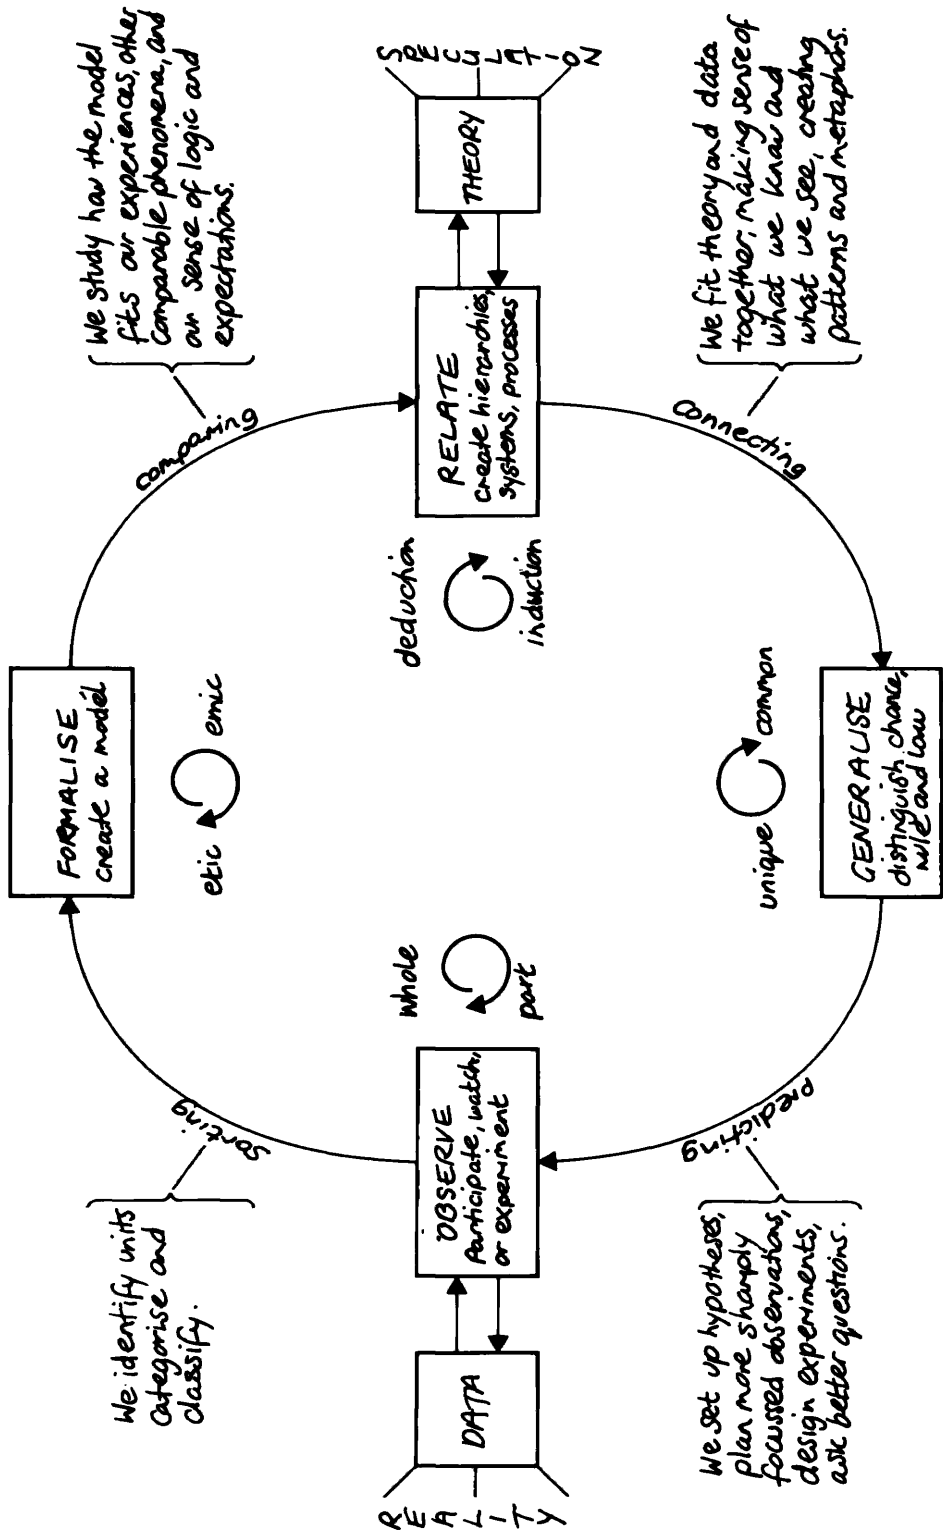 We identify units
categorise and
classify.
We study how the model
fits our experiences, other
comparable phenomena, and
our sense of logic and
expectations.
FORMALISE,
create a model
sorting
comparing
etic
emic
REALITY
DATA
OBSERVE
Participate, watch,
or experiment
whole
part
deduction
induction
RELATE
create hierarchies,
systems, processes
THEORY
SPECULATION
unique
common
predicting
connecting
GENERALISE
distinguish chance,
rule and law
We set up hypotheses,
plan more sharply
focussed observations,
design experiments,
ask better questions.
We fit theory and data
together, making sense of
what we know and
what we see, creating
patterns and metaphors.